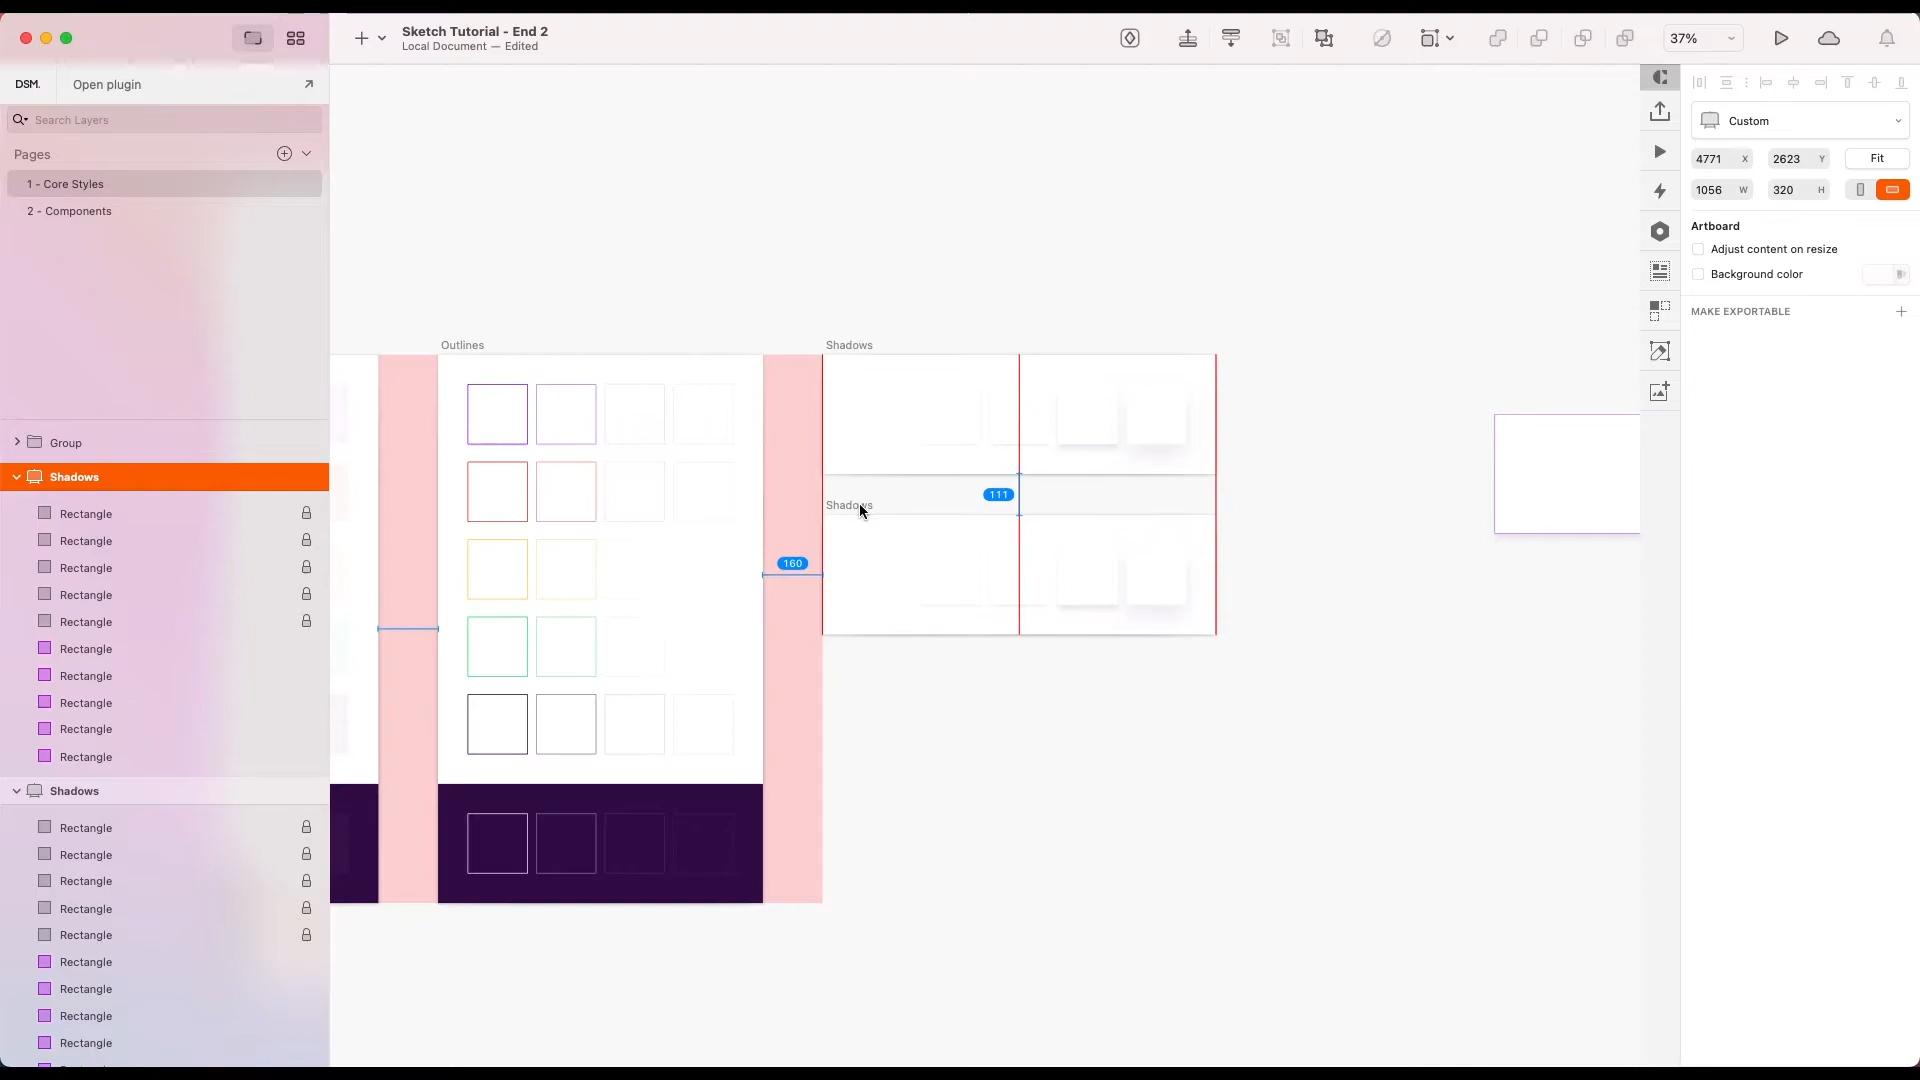 Sketch Tutorial - End 2
Local Document — Edited
37%
DSM.
Open plugin
Search Layers
Pages
1 - Core Styles
2 - Components
Group
Shadows
Rectangle
Rectangle
Rectangle
Rectangle
Rectangle
Rectangle
Rectangle
Rectangle
Rectangle
Rectangle
Shadows
Rectangle
Rectangle
Rectangle
Rectangle
Rectangle
Rectangle
Rectangle
Rectangle
Rectangle
Outlines
Shadows
111
Shadows
160
Custom
4771 X 2623 Y Fit
1056 W 320 H
Artboard
Adjust content on resize
Background color
MAKE EXPORTABLE